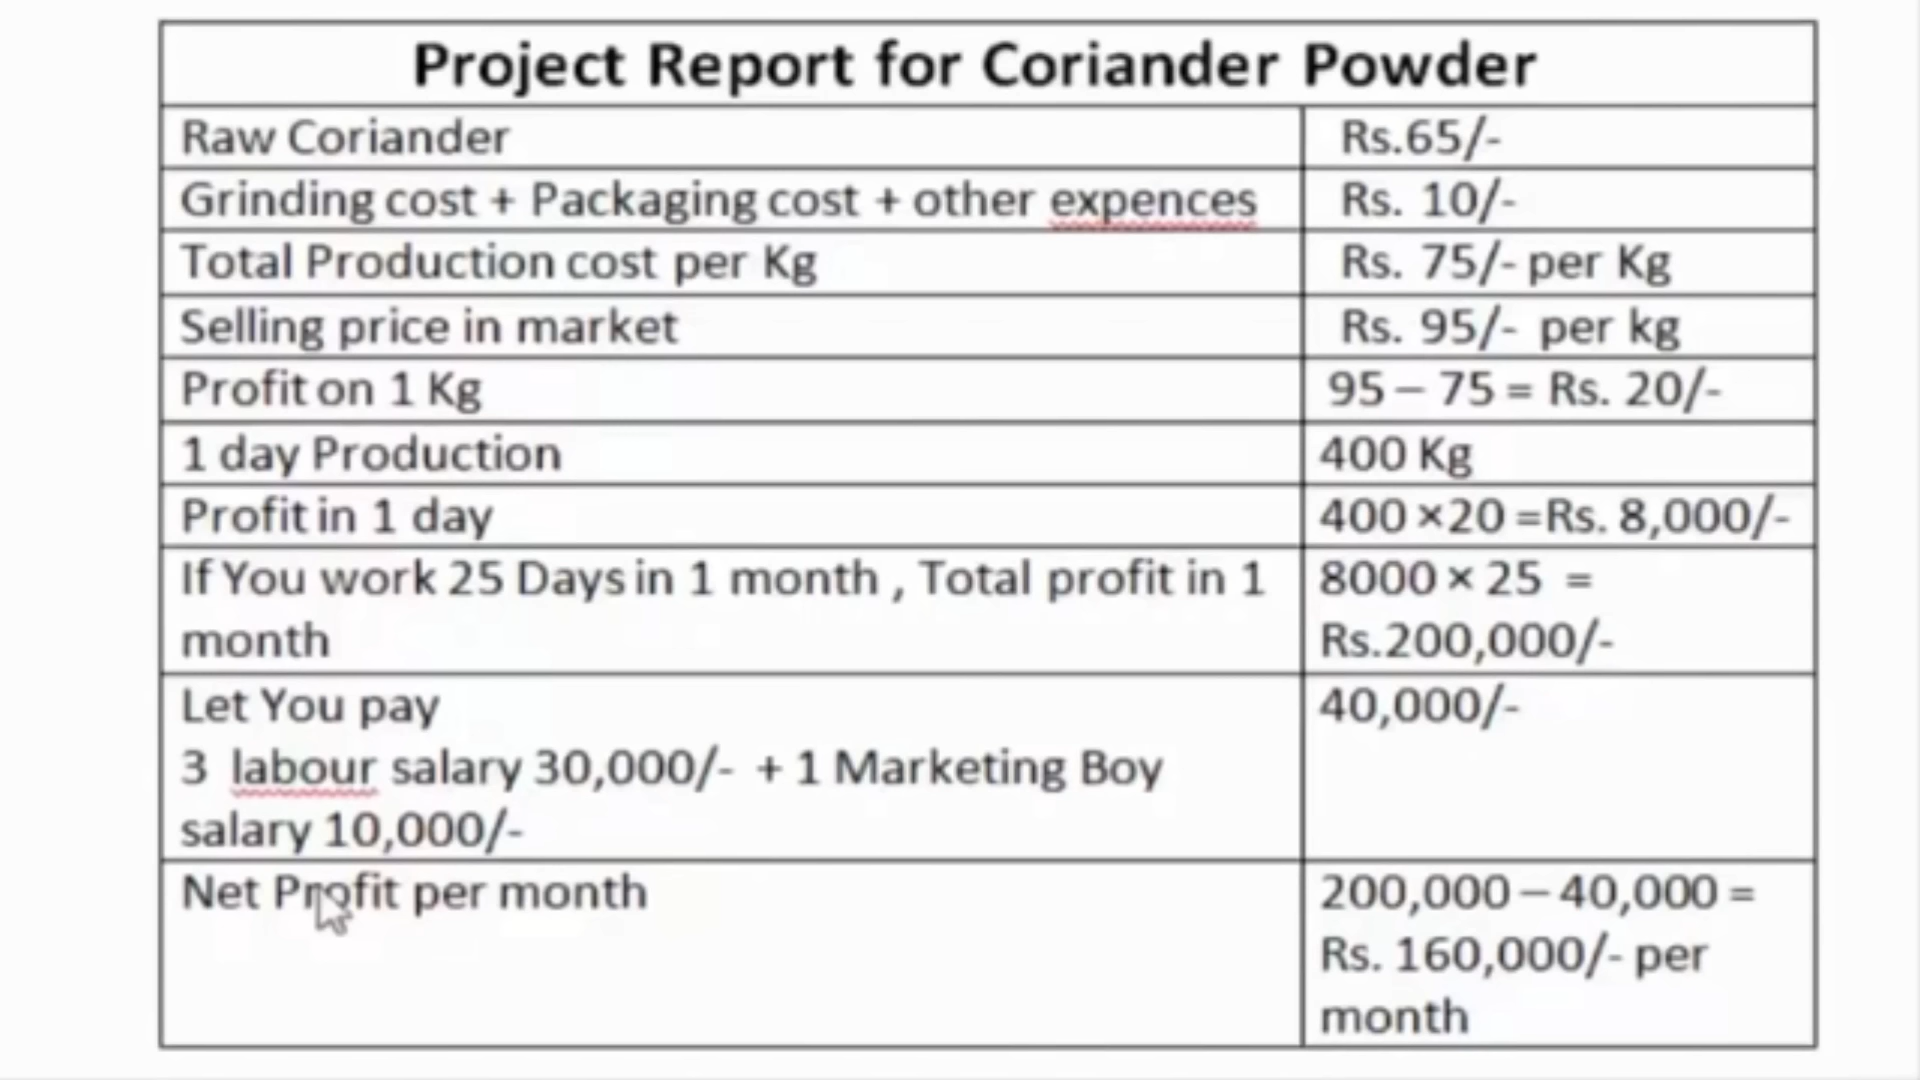 Project Report for Coriander Powder
Raw Coriander Rs.65/-
Grinding cost + Packaging cost + other expences Rs. 10/-
Total Production cost per Kg Rs. 75/- per Kg
Selling price in market Rs. 95/- per kg
Profit on 1 Kg 95 – 75 = Rs. 20/-
1 day Production 400 Kg
Profit in 1 day 400 ×20 =Rs. 8,000/-
If You work 25 Days in 1 month , Total profit in 1 8000 × 25 =
month Rs.200,000/-
Let You pay 40,000/-
3 labour salary 30,000/- + 1 Marketing Boy
salary 10,000/-
Net Profit per month 200,000 – 40,000 =
Rs. 160,000/- per
month